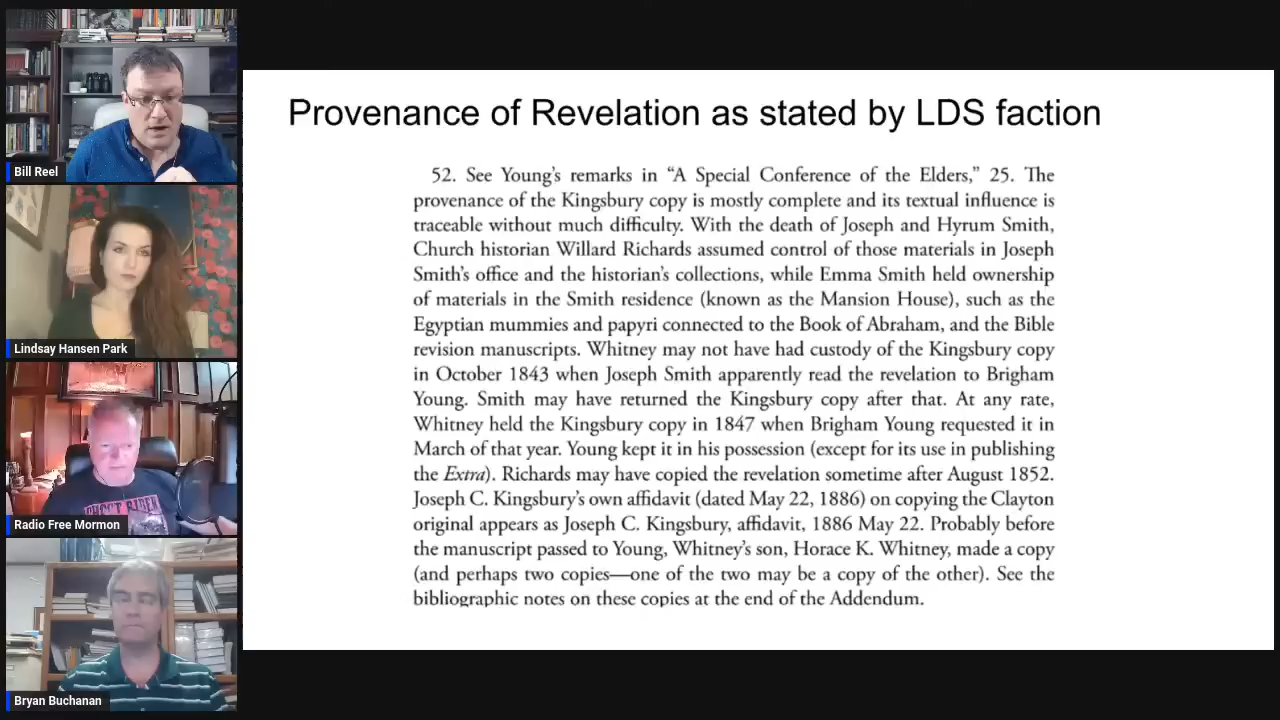 Provenance of Revelation as stated by LDS faction
52. See Young's remarks in “A Special Conference of the Elders,” 25. The
provenance of the Kingsbury copy is mostly complete and its textual influence is
traceable without much difficulty. With the death of Joseph and Hyrum Smith,
Church historian Willard Richards assumed control of those materials in Joseph
Smith's office and the historian's collections, while Emma Smith held ownership
of materials in the Smith residence (known as the Mansion House), such as the
Egyptian mummies and papyri connected to the Book of Abraham, and the Bible
revision manuscripts. Whitney may not have had custody of the Kingsbury copy
in October 1843 when Joseph Smith apparently read the revelation to Brigham
Young. Smith may have returned the Kingsbury copy after that. At any rate,
Whitney held the Kingsbury copy in 1847 when Brigham Young requested it in
March of that year. Young kept it in his possession (except for its use in publishing
the Extra). Richards may have copied the revelation sometime after August 1852.
Joseph C. Kingsbury's own affidavit (dated May 22, 1886) on copying the Clayton
original appears as Joseph C. Kingsbury, affidavit, 1886 May 22. Probably before
the manuscript passed to Young, Whitney's son, Horace K. Whitney, made a copy
(and perhaps two copies—one of the two may be a copy of the other). See the
bibliographic notes on these copies at the end of the Addendum.
Bill Reel
Lindsay Hansen Park
Radio Free Mormon
Bryan Buchanan